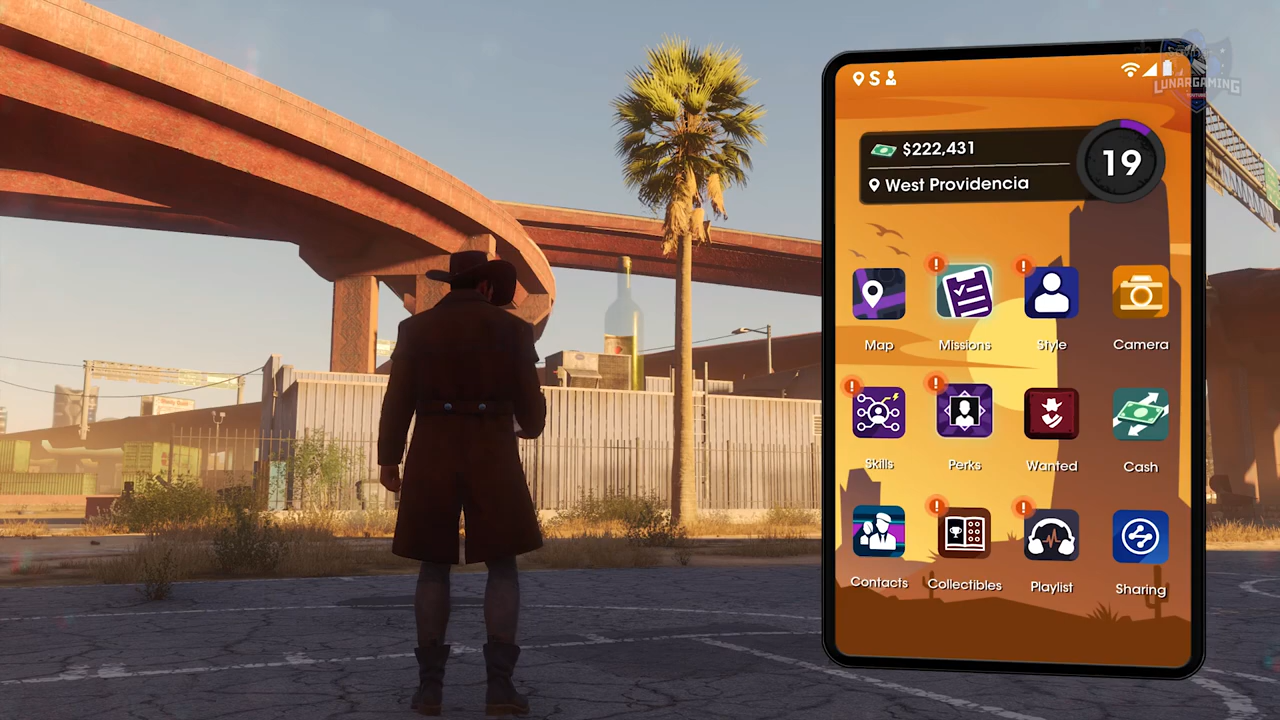 LUNARGAMING
$222,431
19
West Providencia
Map
Missions
Style
Camera
Skills
Perks
Wanted
Cash
Contacts
Collectibles
Playlist
Sharing